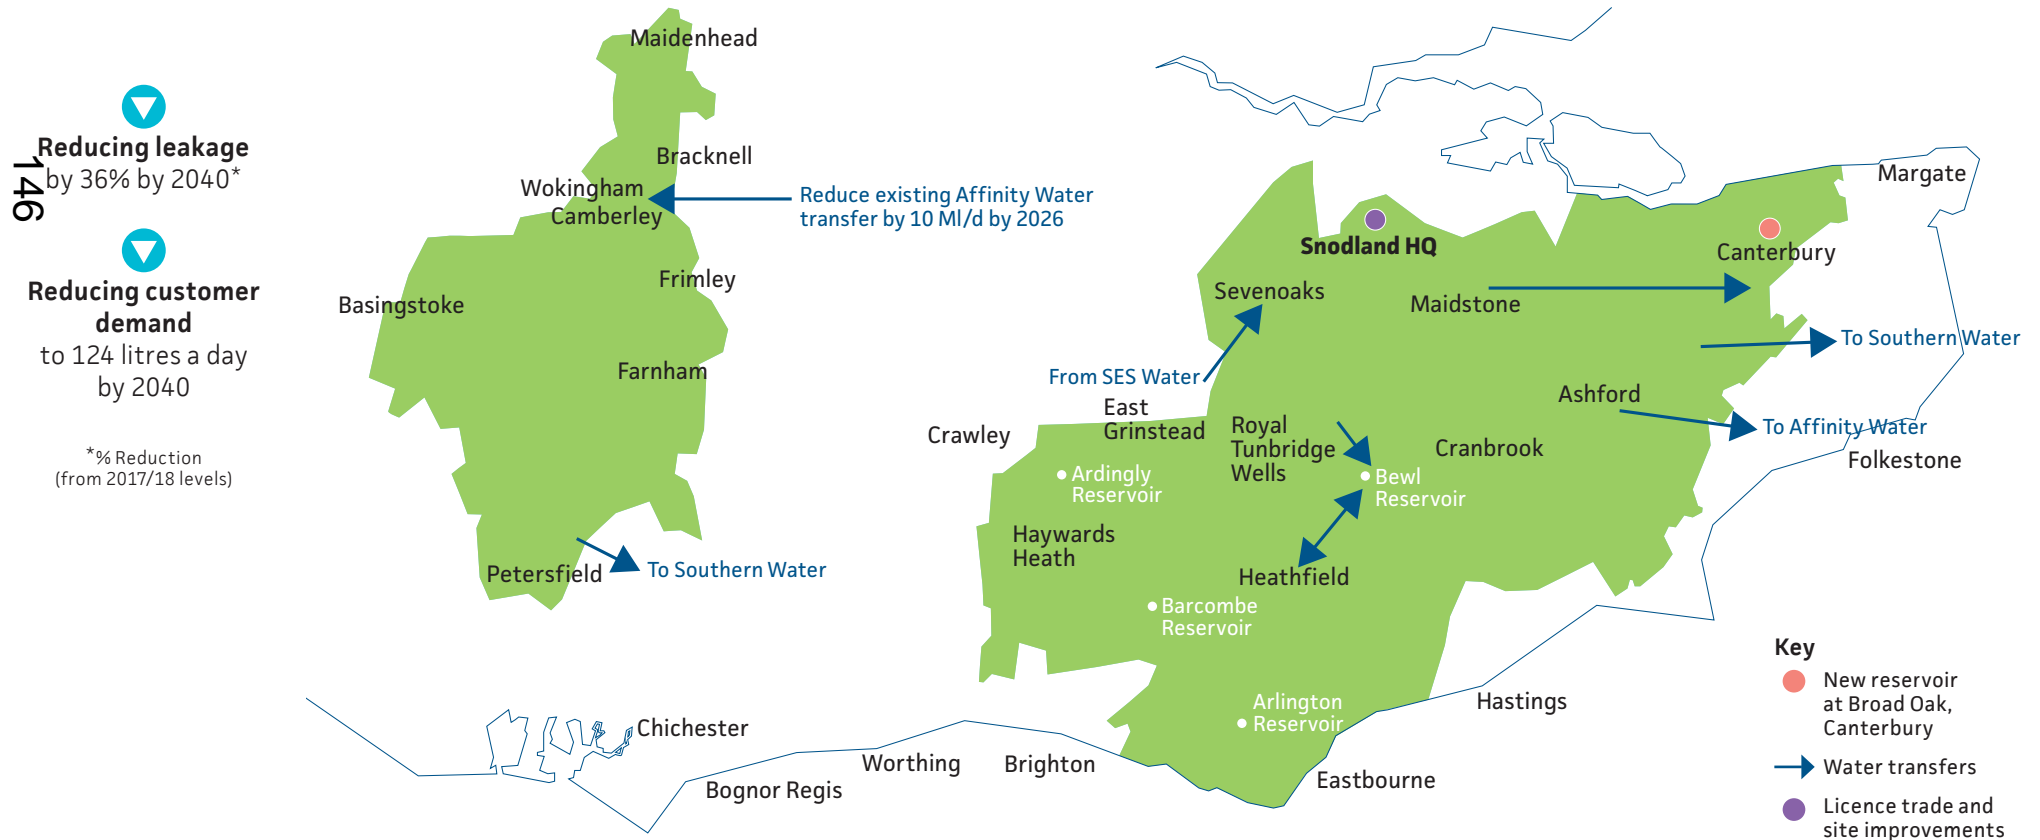 146
Reducing leakage
by 36% by 2040*
Reducing customer
demand
to 124 litres a day
by 2040
*% Reduction
(from 2017/18 levels)
Maidenhead
Bracknell
Wokingham
Camberley
Reduce existing Affinity Water
transfer by 10 Ml/d by 2026
Frimley
Basingstoke
Farnham
Petersfield
To Southern Water
Chichester
Bognor Regis
Worthing
Brighton
Margate
Snodland HQ
Canterbury
Sevenoaks
Maidstone
To Southern Water
From SES Water
Ashford
East
Grinstead
Crawley
Royal
Tunbridge
Wells
Cranbrook
To Affinity Water
Folkestone
Ardingly
Reservoir
Bewl
Reservoir
Haywards
Heath
Heathfield
Barcombe
Reservoir
Arlington
Reservoir
Hastings
Eastbourne
Key
New reservoir
at Broad Oak,
Canterbury
Water transfers
Licence trade and
site improvements